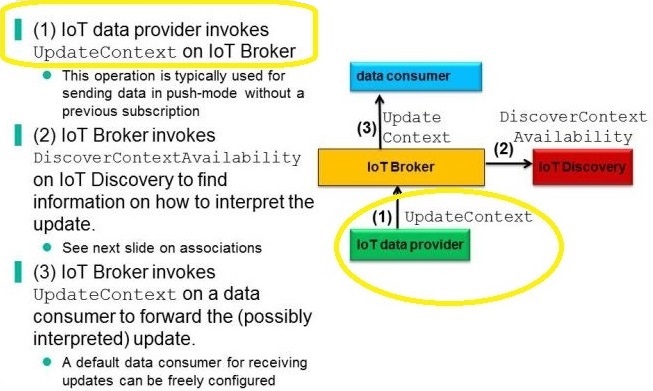 (1) IoT data provider invokes
UpdateContext on IoT Broker
This operation is typically used for
sending data in push-mode without a
previous subscription
(2) IoT Broker invokes
DiscoverContextAvailability
on IoT Discovery to find
information on how to interpret the
update.
See next slide on associations
(3) IoT Broker invokes
UpdateContext on a data
consumer to forward the (possibly
interpreted) update.
A default data consumer for receiving
updates can be freely configured
data consumer
(3) Update
Context
DiscoverContext
Availability
(2)
IoT Broker
IoT Discovery
(1) UpdateContext
IoT data provider